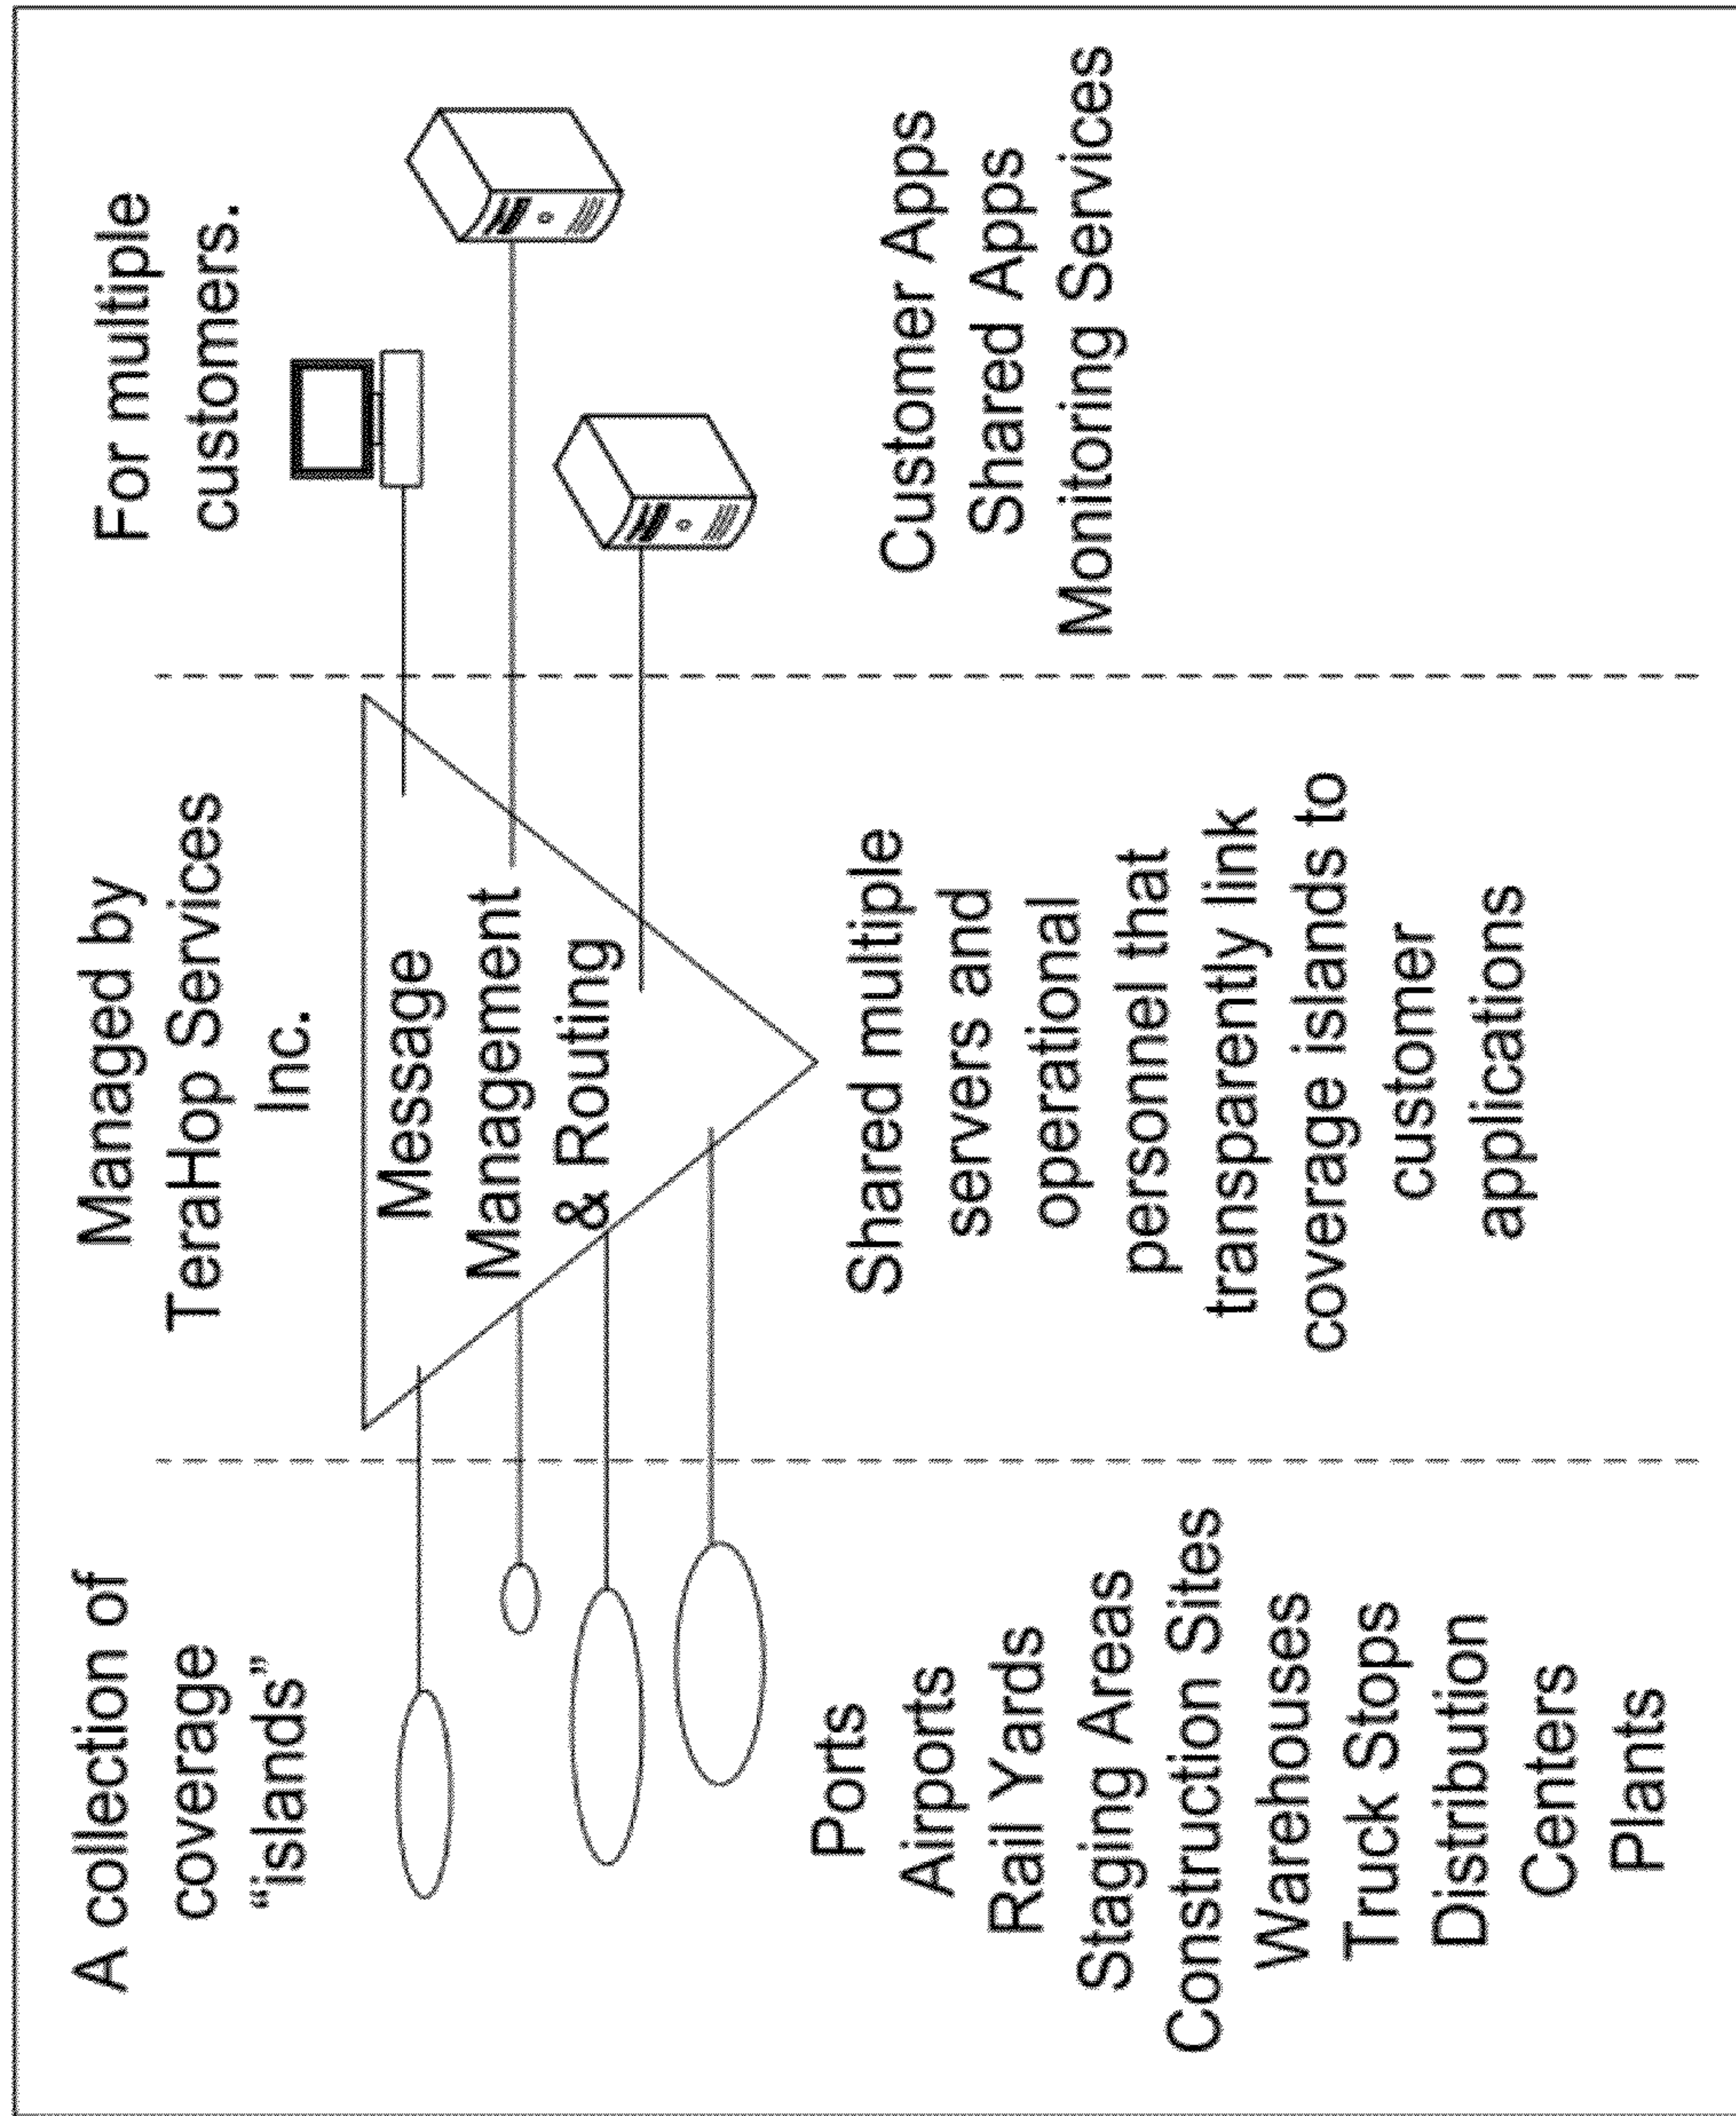 A collection of
coverage
“islands”
Ports
Airports
Rail Yards
Staging Areas
Construction Sites
Warehouses
Truck Stops
Distribution
Centers
Plants
Managed by
TeraHop Services
Inc.
Message
Management
& Routing
Shared multiple
servers and
operational
personnel that
transparently link
coverage islands to
customer
applications
For multiple
customers.
Customer Apps
Shared Apps
Monitoring Services